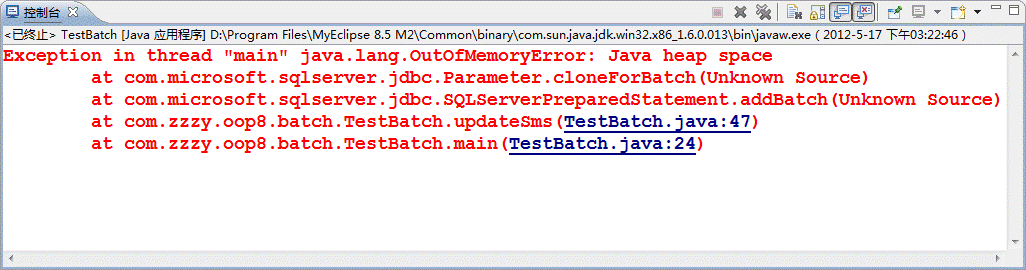 控制台
<已终止> TestBatch [Java 应用程序] D:\Program Files\MyEclipse 8.5 M2\Common\binary\com.sun.java.jdk.win32.x86_1.6.0.013\bin\javaw.exe ( 2012-5-17 下午03:22:46 )
Exception in thread "main" java.lang.OutOfMemoryError: Java heap space
at com.microsoft.sqlserver.jdbc.Parameter.cloneForBatch(Unknown Source)
at com.microsoft.sqlserver.jdbc.SQLServerPreparedStatement.addBatch(Unknown Source)
at com.zzzy.oop8.batch.TestBatch.updateSms(TestBatch.java:47)
at com.zzzy.oop8.batch.TestBatch.main(TestBatch.java:24)